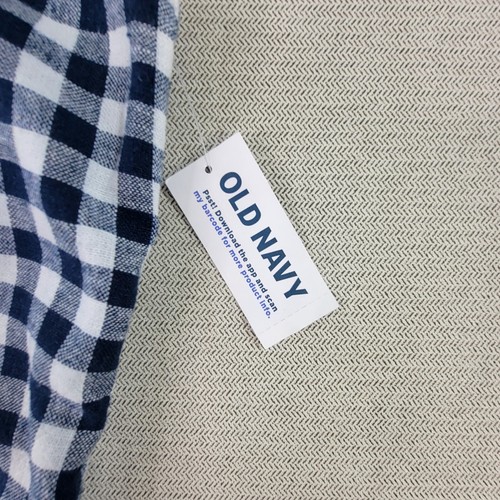 OLD NAVY
Psst! Download the app and scan
my barcode for more product info.